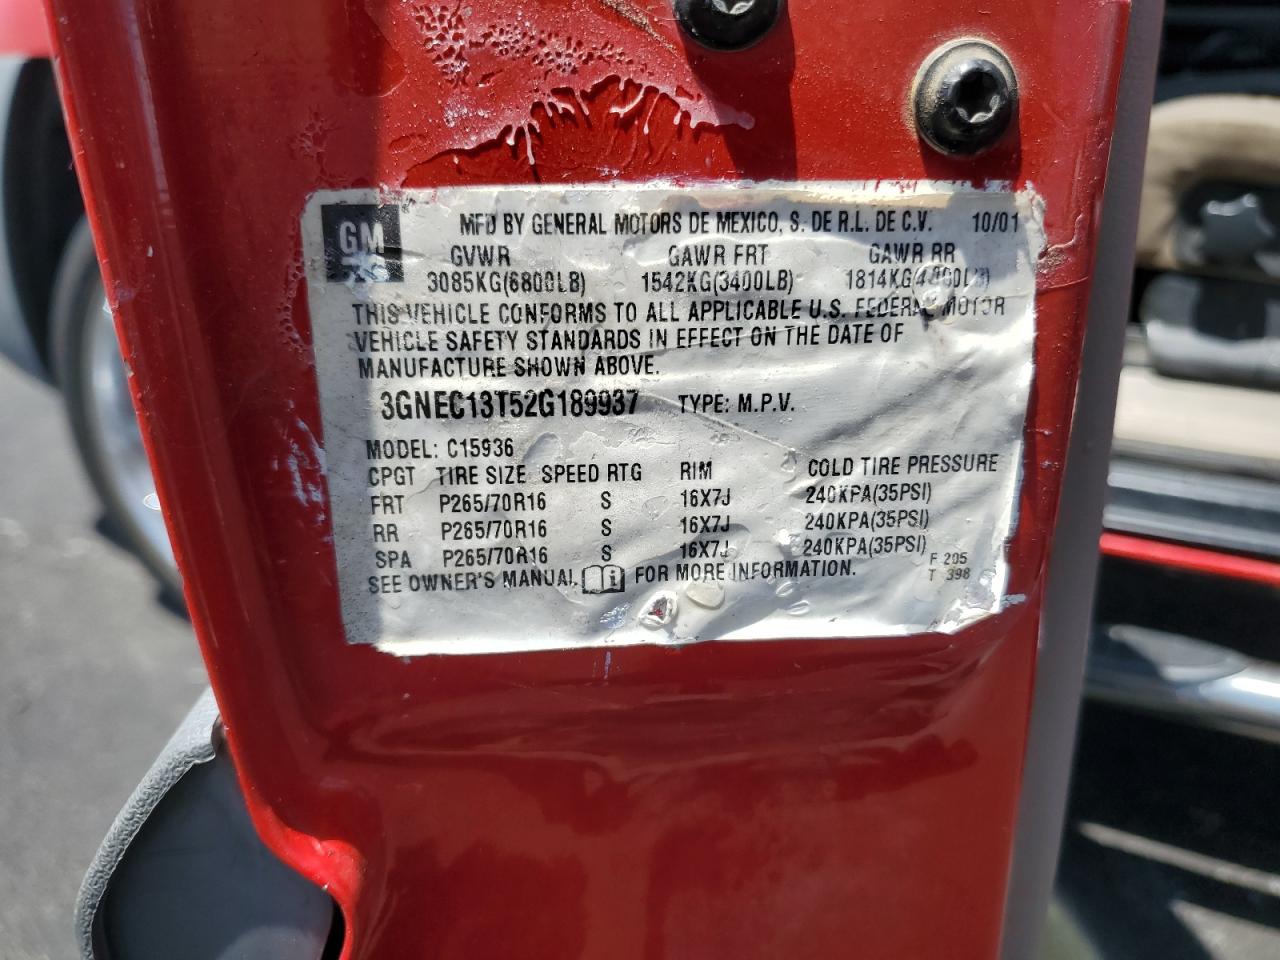 GM
MFD BY GENERAL MOTORS DE MEXICO, S. DE R.L. DE C.V. 10/01
GVWR GAWR FRT GAWR RR
3085KG(6800LB) 1542KG(3400LB) 1814KG(4000LB)
THIS VEHICLE CONFORMS TO ALL APPLICABLE U.S. FEDERAL MOTOR
VEHICLE SAFETY STANDARDS IN EFFECT ON THE DATE OF
MANUFACTURE SHOWN ABOVE.
3GNEC13T52G189937 TYPE: M.P.V.
MODEL: C15936
CPGT TIRE SIZE SPEED RTG RIM COLD TIRE PRESSURE
FRT P265/70R16 S 16X7J 240KPA(35PSI)
RR P265/70R16 S 16X7J 240KPA(35PSI)
SPA P265/70R16 S 16X7J 240KPA(35PSI)
SEE OWNER'S MANUAL FOR MORE INFORMATION.
F 205
T 398